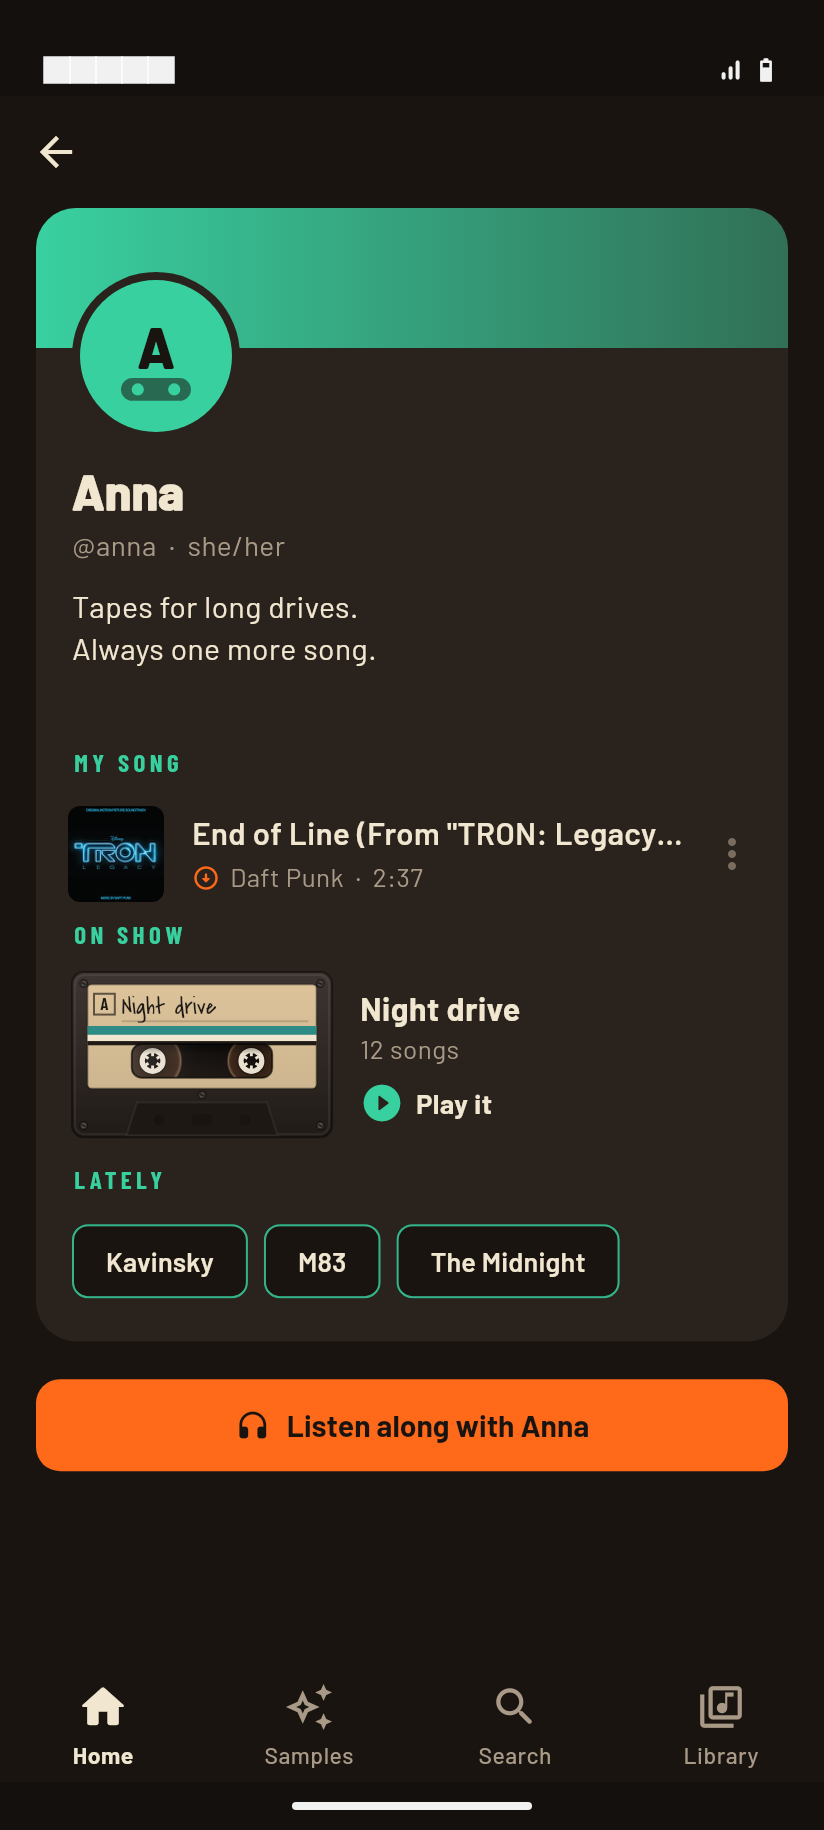 A
Anna
@anna · she/her
Tapes for long drives.
Always one more song.
MY SONG
TRON
LEGACY
End of Line (From "TRON: Legacy...
Daft Punk · 2:37
ON SHOW
A Night drive
Night drive
12 songs
Play it
LATELY
Kavinsky
M83
The Midnight
Listen along with Anna
Home
Samples
Search
Library